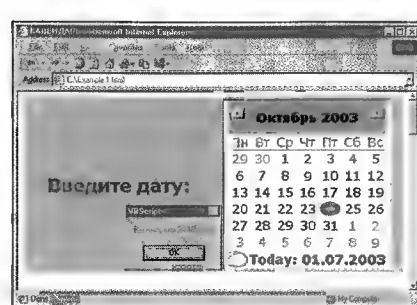 КАЛЕНДАРЬ - Microsoft Internet Explorer
Address C:\Example 1.html
Введите дату:
VBScript
OK
Октябрь 2003
Пн Вт Ср Чт Пт Сб Вс
29 30 1 2 3 4 5
6 7 8 9 10 11 12
13 14 15 16 17 18 19
20 21 22 23 25 26
27 28 29 30 31 1 2
3 4 5 6 7 8 9
Today: 01.07.2003
Done My Computer